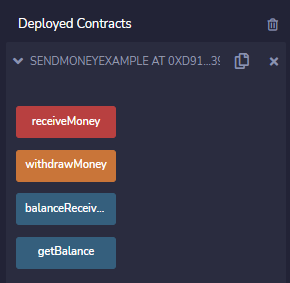 Deployed Contracts
SENDMONEYEXAMPLE AT 0XD91...39
receiveMoney
withdrawMoney
balanceReceiv...
getBalance